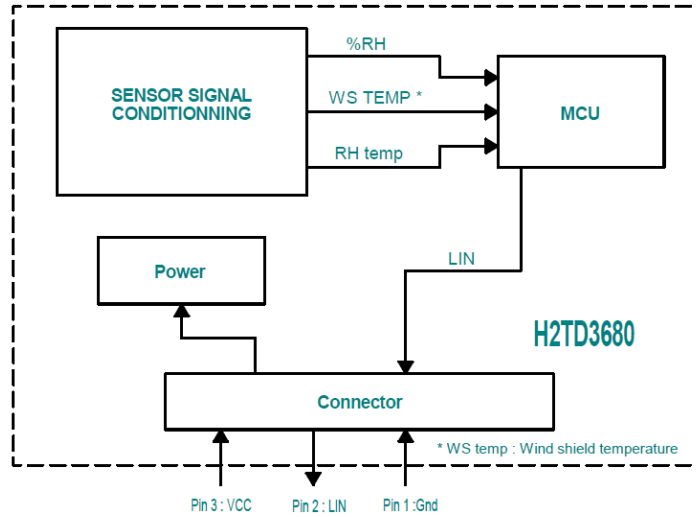 %RH
SENSOR SIGNAL
CONDITIONNING
WS TEMP *
MCU
RH temp
Power
LIN
H2TD3680
Connector
* WS temp : Wind shield temperature
Pin 3 : VCC
Pin 2 : LIN
Pin 1 :Gnd